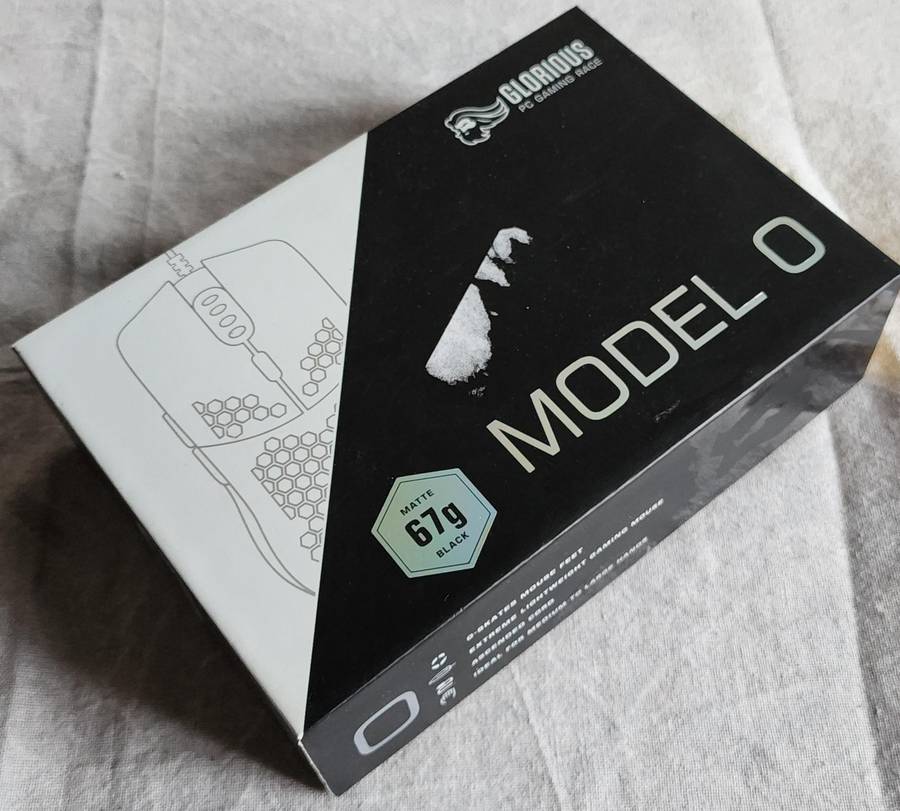 GLORIOUS
PC GAMING RACE
MODEL O
MATTE
67g
BLACK
G-SKATES MOUSE FEET
EXTREME LIGHTWEIGHT GAMING MOUSE
ASCENDED CORD
IDEAL FOR MEDIUM TO LARGE HANDS
O